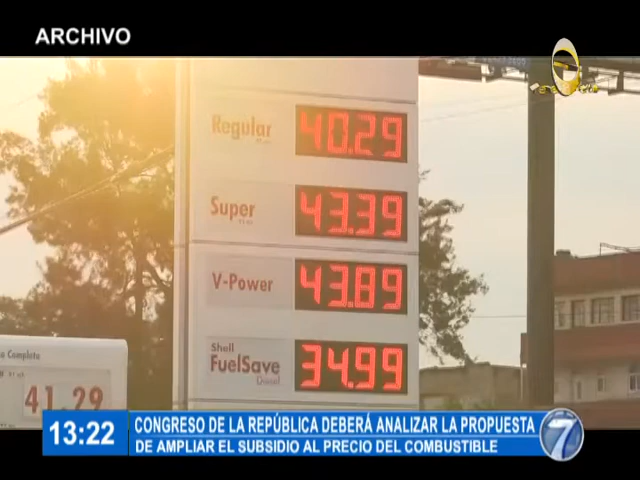 ARCHIVO
Regular 40.29
Super 43.39
V-Power 43.89
Shell
FuelSave 34.99
Diesel
Completo
41.29
13:22
CONGRESO DE LA REPÚBLICA DEBERÁ ANALIZAR LA PROPUESTA
DE AMPLIAR EL SUBSIDIO AL PRECIO DEL COMBUSTIBLE
7